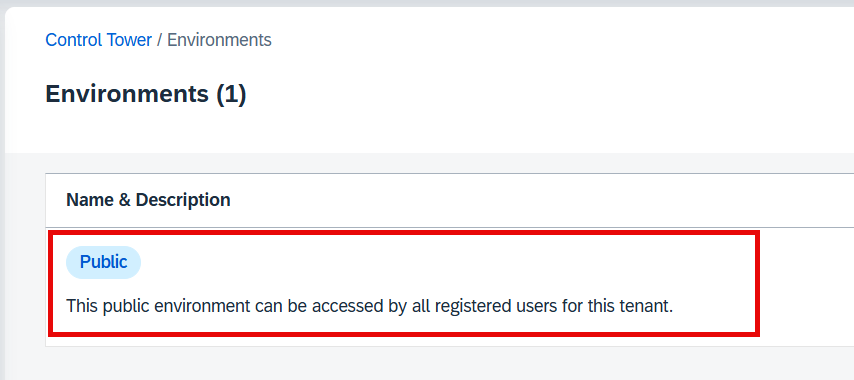 Control Tower / Environments
Environments (1)
Name & Description
Public
This public environment can be accessed by all registered users for this tenant.